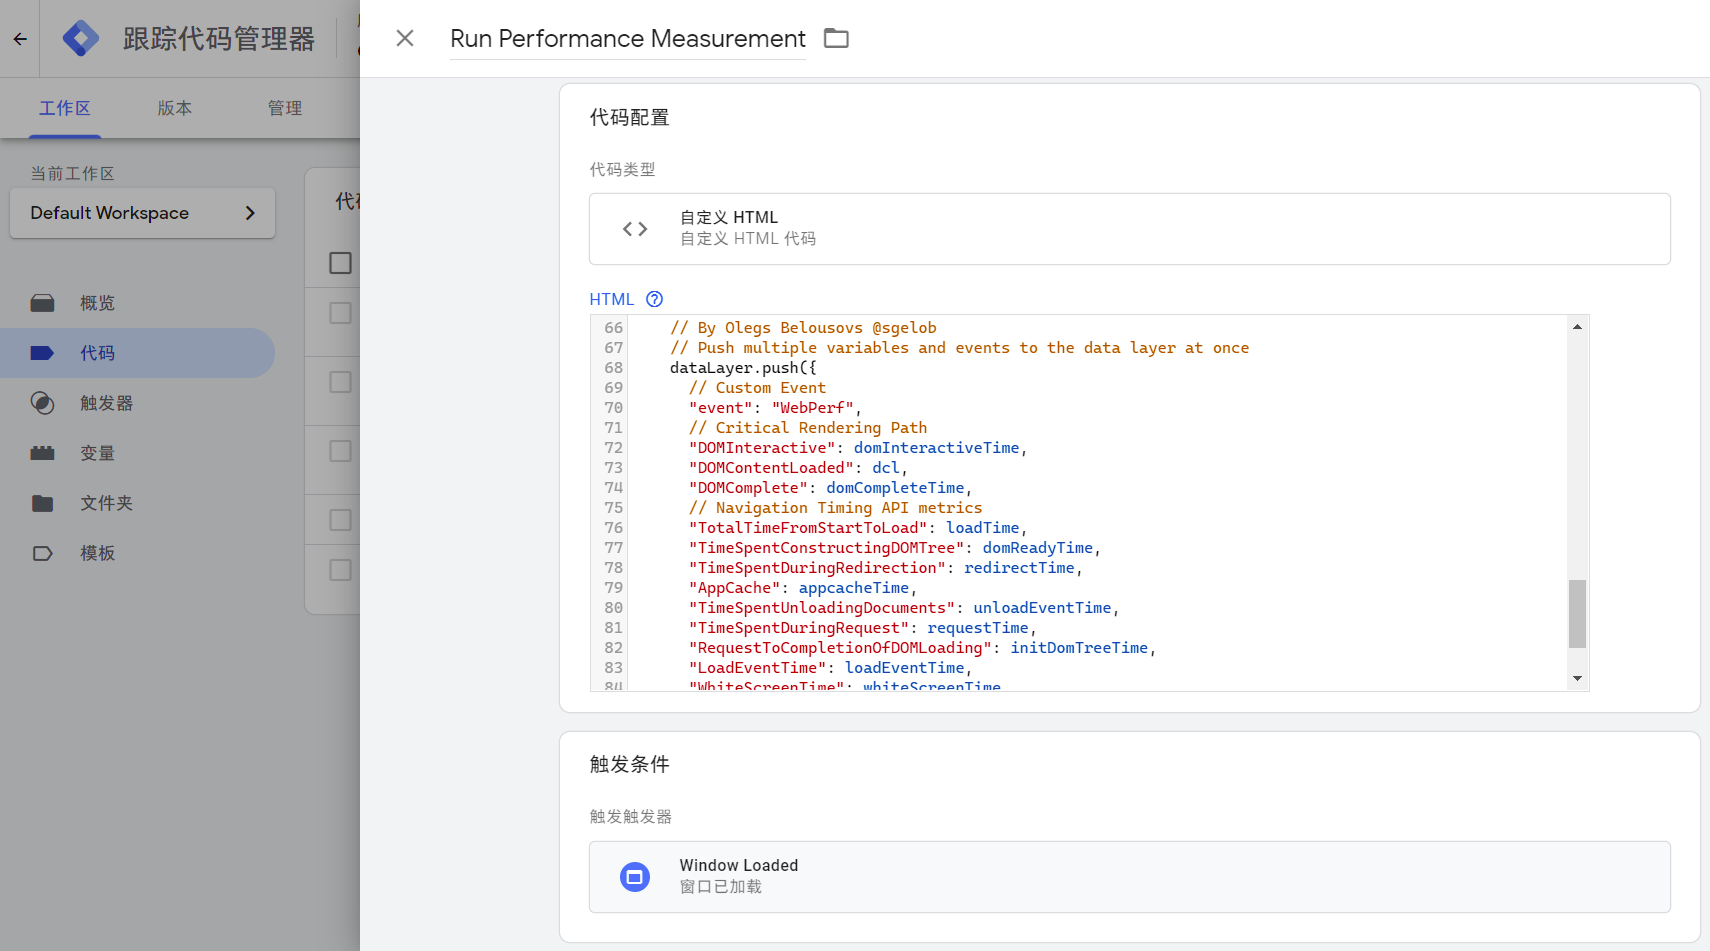 跟踪代码管理器
Run Performance Measurement
工作区
版本
管理
当前工作区
Default Workspace
概览
代码
触发器
变量
文件夹
模板
代码配置
代码类型
自定义 HTML
自定义 HTML 代码
HTML
66 // By Olegs Belousovs @sgelob
67 // Push multiple variables and events to the data layer at once
68 dataLayer.push({
69 // Custom Event
70 "event": "WebPerf",
71 // Critical Rendering Path
72 "DOMInteractive": domInteractiveTime,
73 "DOMContentLoaded": dcl,
74 "DOMComplete": domCompleteTime,
75 // Navigation Timing API metrics
76 "TotalTimeFromStartToLoad": loadTime,
77 "TimeSpentConstructingDOMTree": domReadyTime,
78 "TimeSpentDuringRedirection": redirectTime,
79 "AppCache": appcacheTime,
80 "TimeSpentUnloadingDocuments": unloadEventTime,
81 "TimeSpentDuringRequest": requestTime,
82 "RequestToCompletionOfDOMLoading": initDomTreeTime,
83 "LoadEventTime": loadEventTime,
84 "WhiteScreenTime": whiteScreenTime
触发条件
触发触发器
Window Loaded
窗口已加载